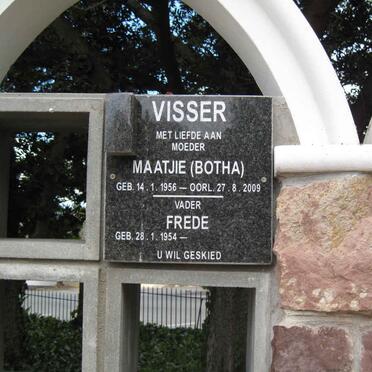 VISSER
MET LIEFDE AAN
MOEDER
MAATJIE (BOTHA)
GEB. 14.1.1956 — OORL. 27.8.2009
VADER
FREDE
GEB. 28.1.1954 —
U WIL GESKIED